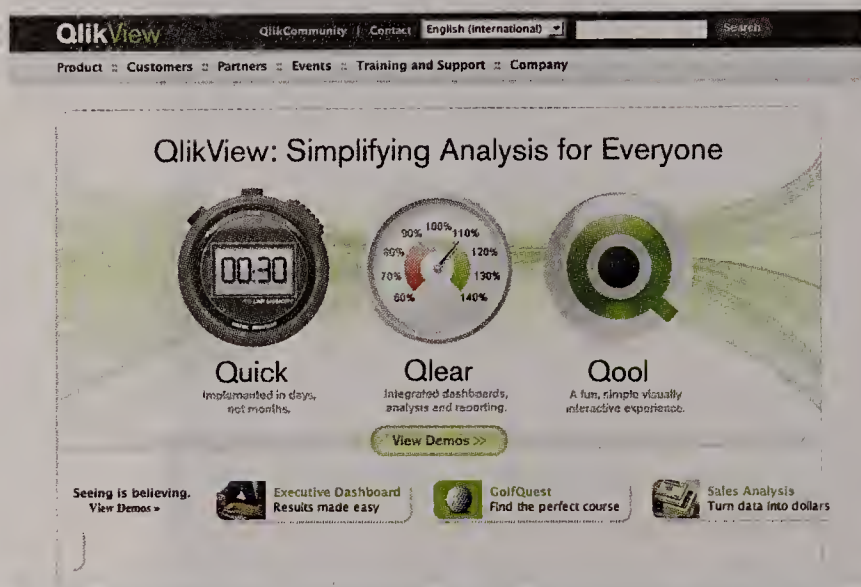 QlikView QlikCommunity | Contact English (international) Search
Product :: Customers :: Partners :: Events :: Training and Support :: Company
QlikView: Simplifying Analysis for Everyone
00:30
60% 70% 80% 90% 100% 110% 120% 130% 140%
Quick Qlear Qool
Implemented in days, Integrated dashboards, A fun, simple visually
not months. analysis and reporting. interactive experience.
View Demos >>
Seeing is believing. Executive Dashboard GolfQuest Sales Analysis
View Demos » Results made easy Find the perfect course Turn data into dollars